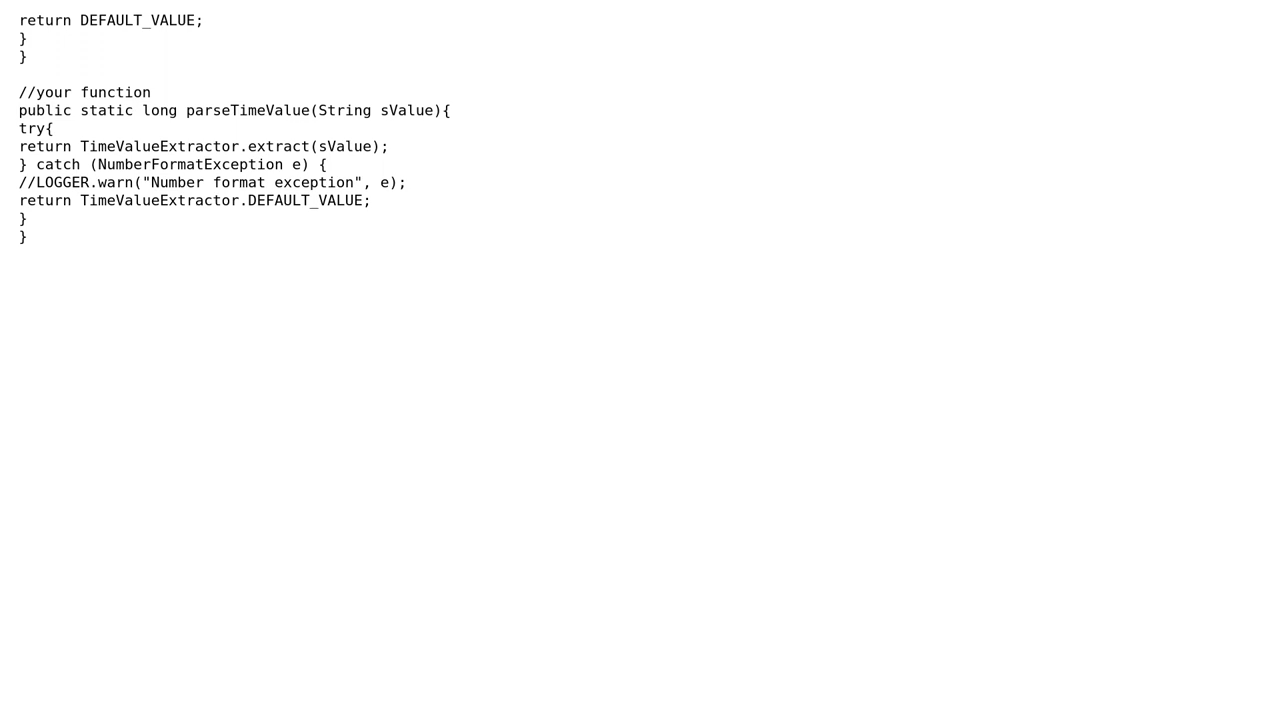 return DEFAULT_VALUE;
}
}

//your function
public static long parseTimeValue(String sValue){
try{
return TimeValueExtractor.extract(sValue);
} catch (NumberFormatException e) {
//LOGGER.warn("Number format exception", e);
return TimeValueExtractor.DEFAULT_VALUE;
}
}